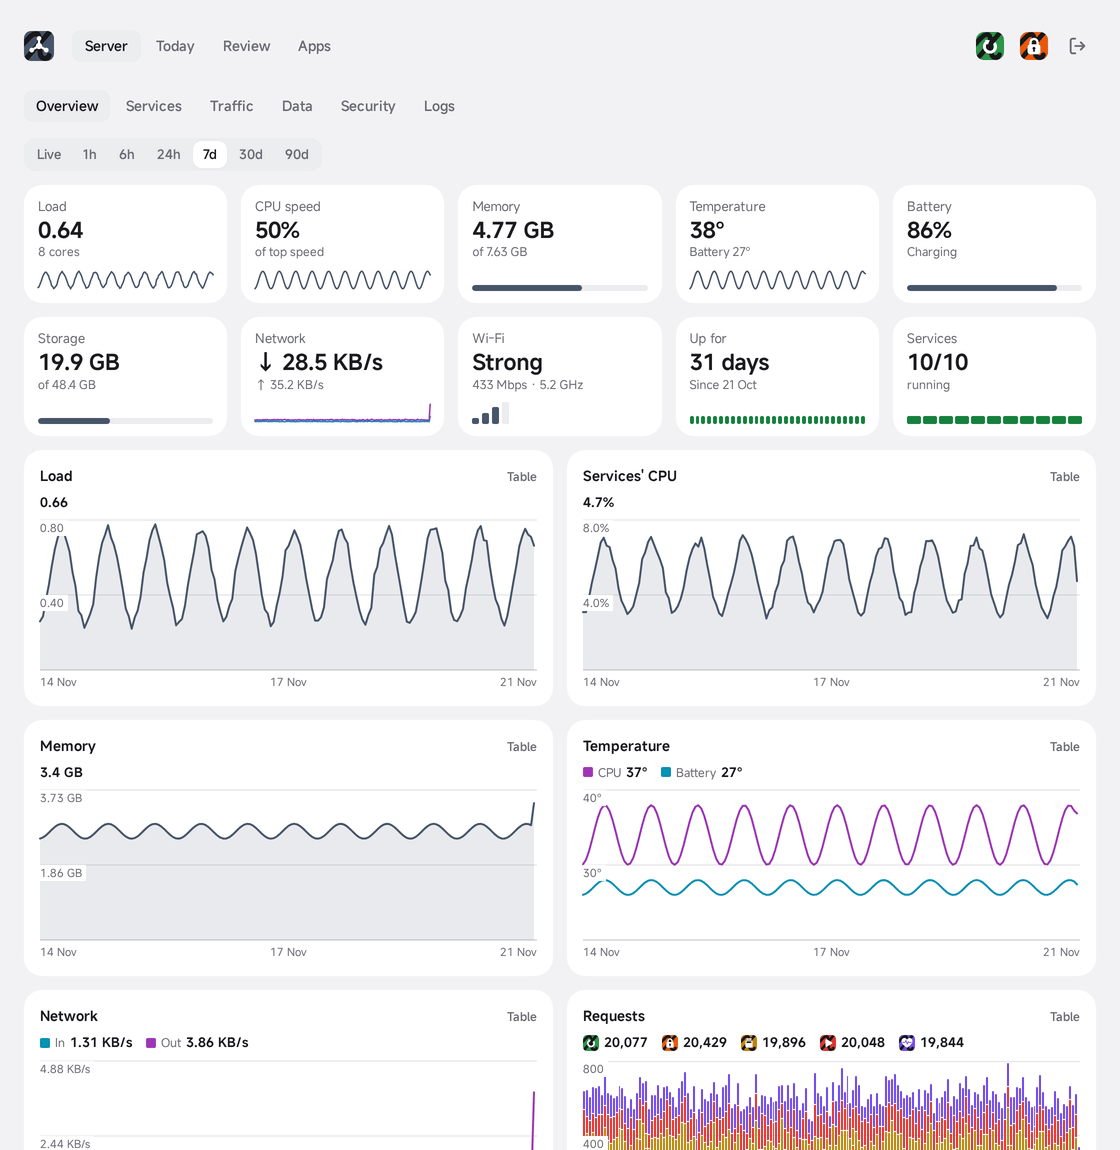 Server Today Review Apps
Overview Services Traffic Data Security Logs
Live 1h 6h 24h 7d 30d 90d
Load
0.64
8 cores
CPU speed
50%
of top speed
Memory
4.77 GB
of 7.63 GB
Temperature
38°
Battery 27°
Battery
86%
Charging
Storage
19.9 GB
of 48.4 GB
Network
↓ 28.5 KB/s
↑ 35.2 KB/s
Wi-Fi
Strong
433 Mbps · 5.2 GHz
Up for
31 days
Since 21 Oct
Services
10/10
running
Load Table
0.66
0.80
0.40
14 Nov 17 Nov 21 Nov
Services' CPU Table
4.7%
8.0%
4.0%
14 Nov 17 Nov 21 Nov
Memory Table
3.4 GB
3.73 GB
1.86 GB
14 Nov 17 Nov 21 Nov
Temperature Table
CPU 37° Battery 27°
40°
30°
14 Nov 17 Nov 21 Nov
Network Table
In 1.31 KB/s Out 3.86 KB/s
4.88 KB/s
2.44 KB/s
Requests Table
20,077 20,429 19,896 20,048 19,844
800
400